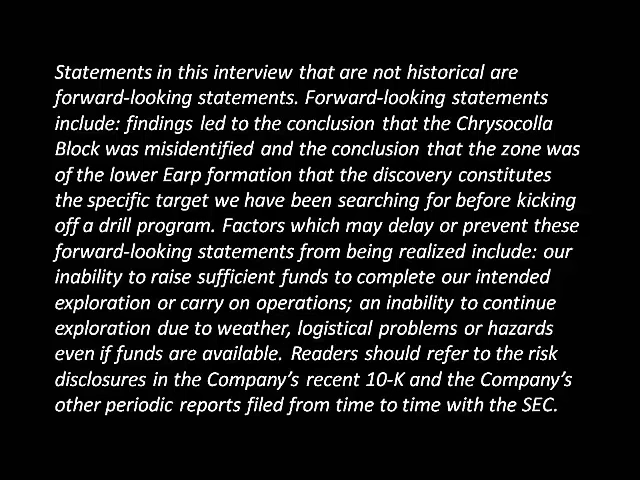 Statements in this interview that are not historical are
forward-looking statements. Forward-looking statements
include: findings led to the conclusion that the Chrysocolla
Block was misidentified and the conclusion that the zone was
of the lower Earp formation that the discovery constitutes
the specific target we have been searching for before kicking
off a drill program. Factors which may delay or prevent these
forward-looking statements from being realized include: our
inability to raise sufficient funds to complete our intended
exploration or carry on operations; an inability to continue
exploration due to weather, logistical problems or hazards
even if funds are available. Readers should refer to the risk
disclosures in the Company’s recent 10-K and the Company’s
other periodic reports filed from time to time with the SEC.